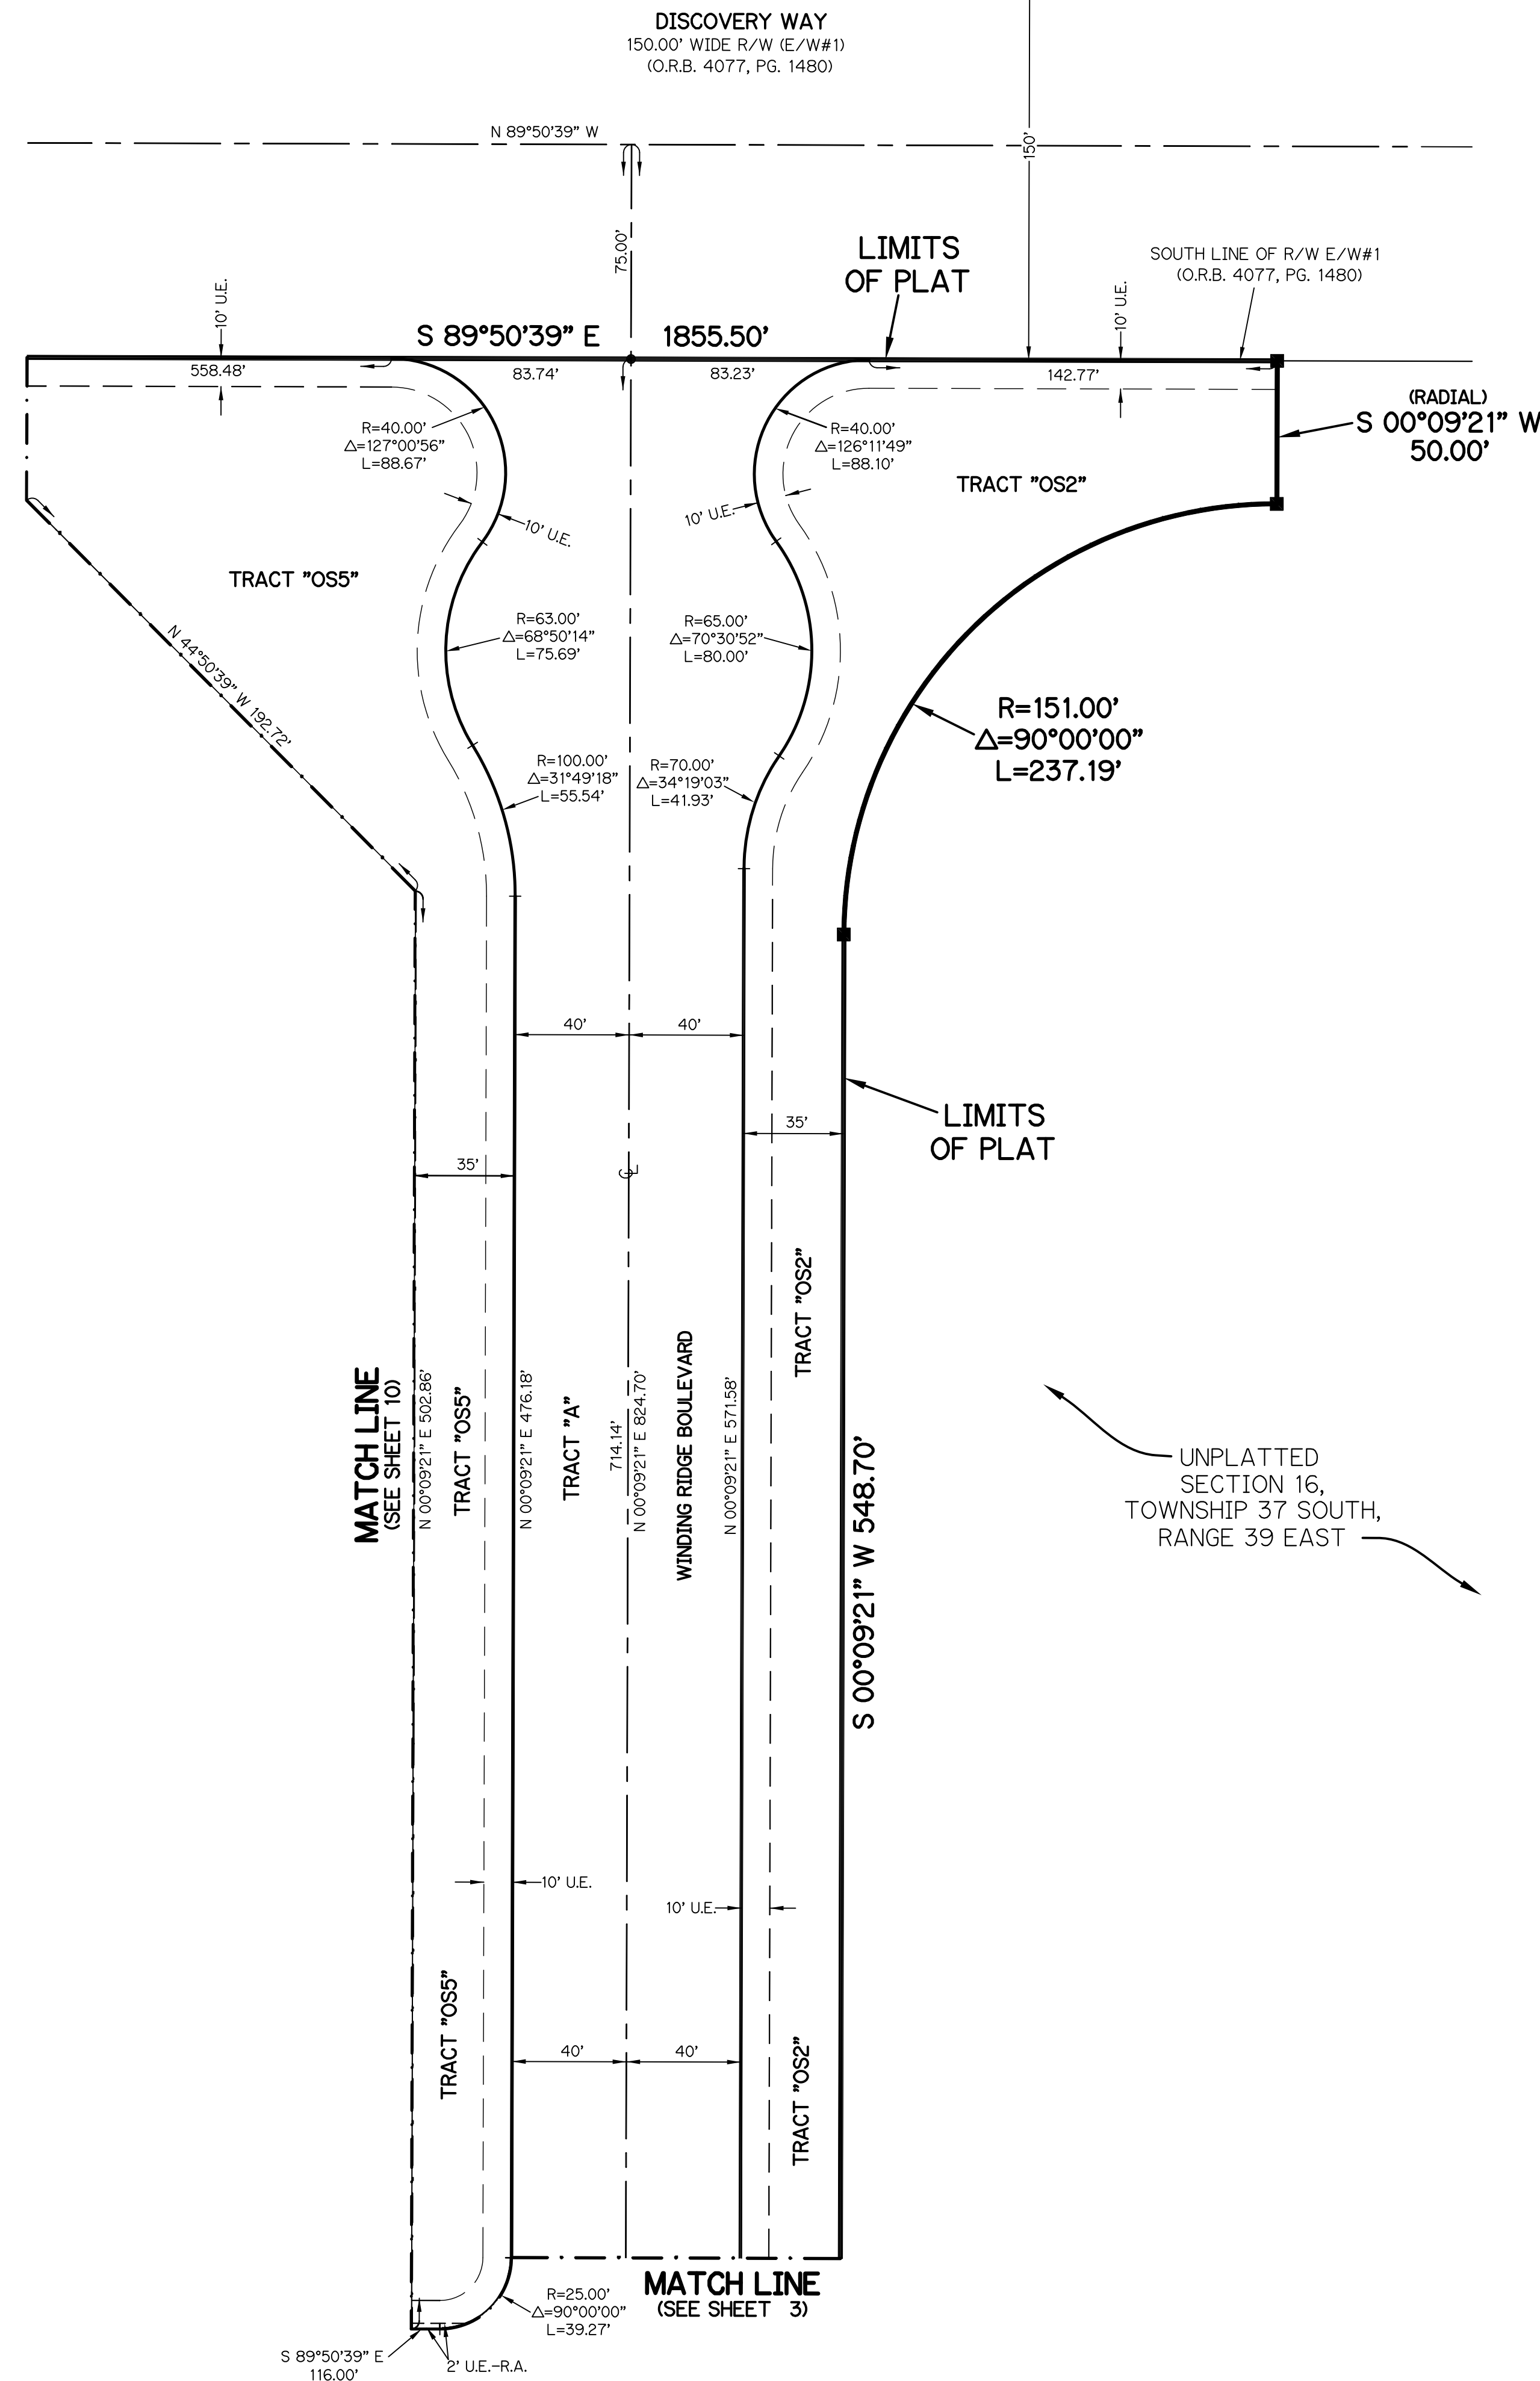 DISCOVERY WAY
150.00' WIDE R/W (E/W#1)
(O.R.B. 4077, PG. 1480)
N 89°50'39" W
150'
75.00'
LIMITS
OF PLAT
SOUTH LINE OF R/W E/W#1
(O.R.B. 4077, PG. 1480)
10' U.E.
10' U.E.
S 89°50'39" E 1855.50'
558.48'
83.74'
83.23'
142.77'
(RADIAL)
S 00°09'21" W
50.00'
R=40.00'
△=127°00'56"
L=88.67'
R=40.00'
△=126°11'49"
L=88.10'
TRACT "OS2"
10' U.E.
10' U.E.
TRACT "OS5"
R=63.00'
△=68°50'14"
L=75.69'
R=65.00'
△=70°30'52"
L=80.00'
N 44°50'39" W 192.72'
R=151.00'
△=90°00'00"
L=237.19'
R=100.00'
△=31°49'18"
L=55.54'
R=70.00'
△=34°19'03"
L=41.93'
40'
40'
LIMITS
OF PLAT
35'
35'
CL
TRACT "OS2"
MATCH LINE
(SEE SHEET 10)
N 00°09'21" E 502.86'
TRACT "OS5"
N 00°09'21" E 476.18'
TRACT "A"
714.14'
N 00°09'21" E 824.70'
WINDING RIDGE BOULEVARD
N 00°09'21" E 571.58'
S 00°09'21" W 548.70'
UNPLATTED
SECTION 16,
TOWNSHIP 37 SOUTH,
RANGE 39 EAST
10' U.E.
10' U.E.
TRACT "OS5"
40'
40'
TRACT "OS2"
MATCH LINE
(SEE SHEET 3)
R=25.00'
△=90°00'00"
L=39.27'
S 89°50'39" E
116.00'
2' U.E.-R.A.